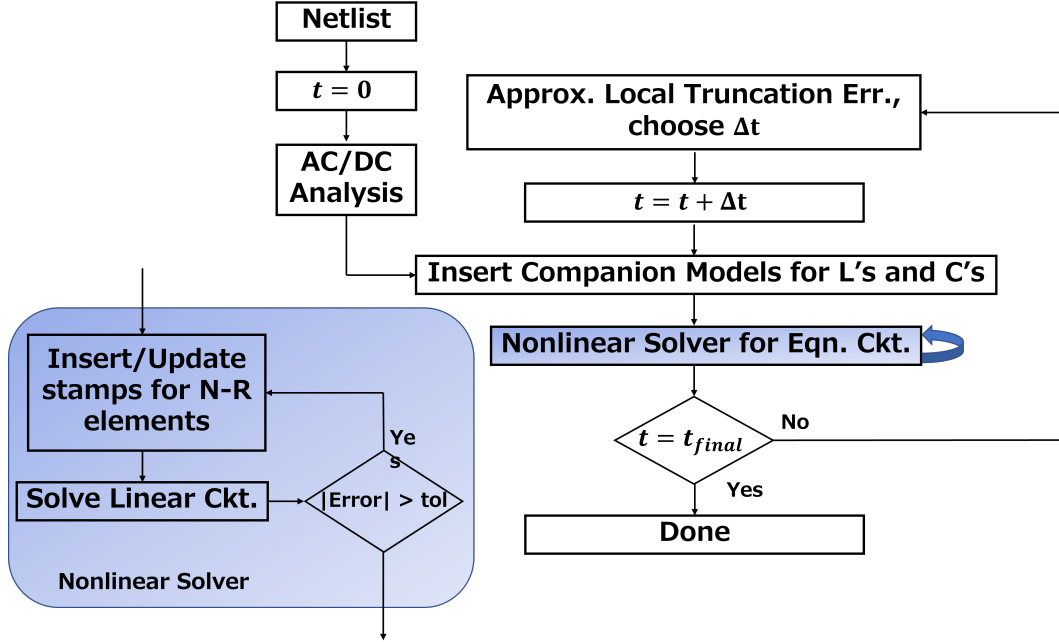 Netlist
t = 0
AC/DC
Analysis
Approx. Local Truncation Err.,
choose Δt
t = t + Δt
Insert Companion Models for L's and C's
Nonlinear Solver for Eqn. Ckt.
t = t_final
No
Yes
Done
Insert/Update
stamps for N-R
elements
Ye
s
Solve Linear Ckt.
|Error| > tol
Nonlinear Solver